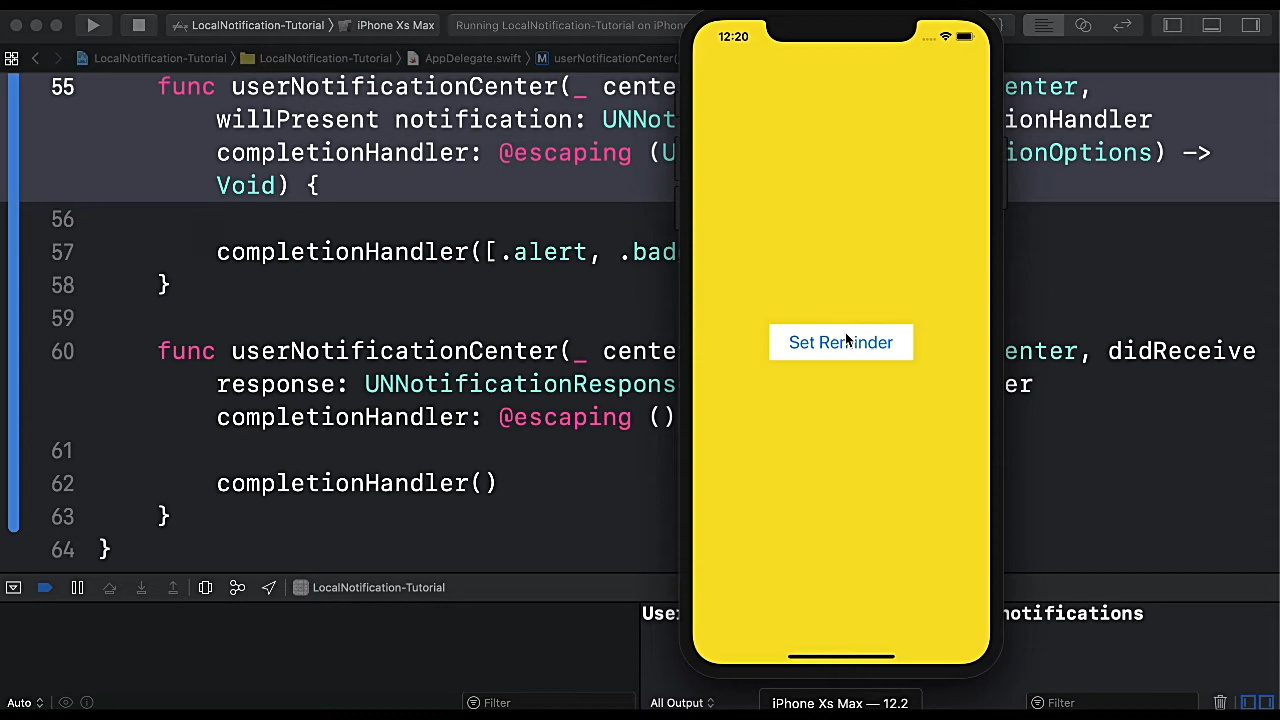 LocalNotification-Tutorial iPhone Xs Max Running LocalNotification-Tutorial on iPhone
12:20
LocalNotification-Tutorial LocalNotification-Tutorial AppDelegate.swift M userNotificationCenter(_
55 func userNotificationCenter(_ cente enter,
willPresent notification: UNNot ionHandler
completionHandler: @escaping (U ionOptions) ->
Void) {
56
57 completionHandler([.alert, .bad
58 }
59
Set Reminder
60 func userNotificationCenter(_ cente enter, didReceive
response: UNNotificationRespons er
completionHandler: @escaping ()
61
62 completionHandler()
63 }
64 }
LocalNotification-Tutorial
User notifications
Auto Filter All Output Filter
iPhone Xs Max — 12.2